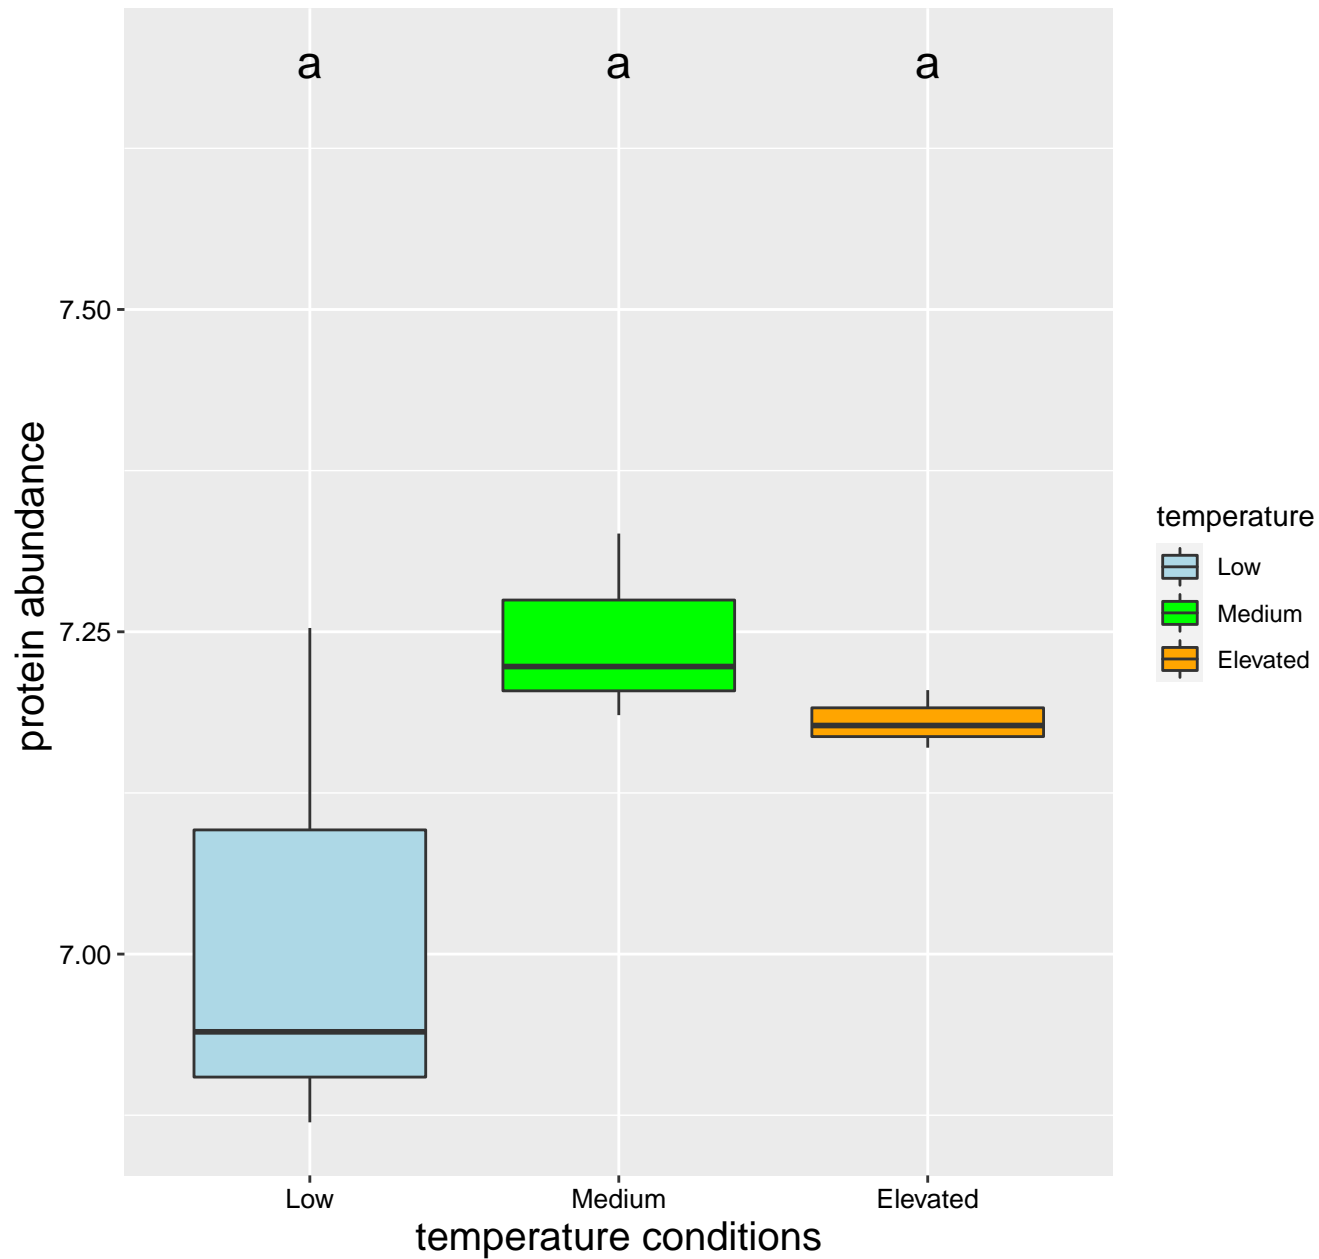 a a a
7.50
7.25
7.00
protein abundance
Low Medium Elevated
temperature conditions
temperature
Low
Medium
Elevated